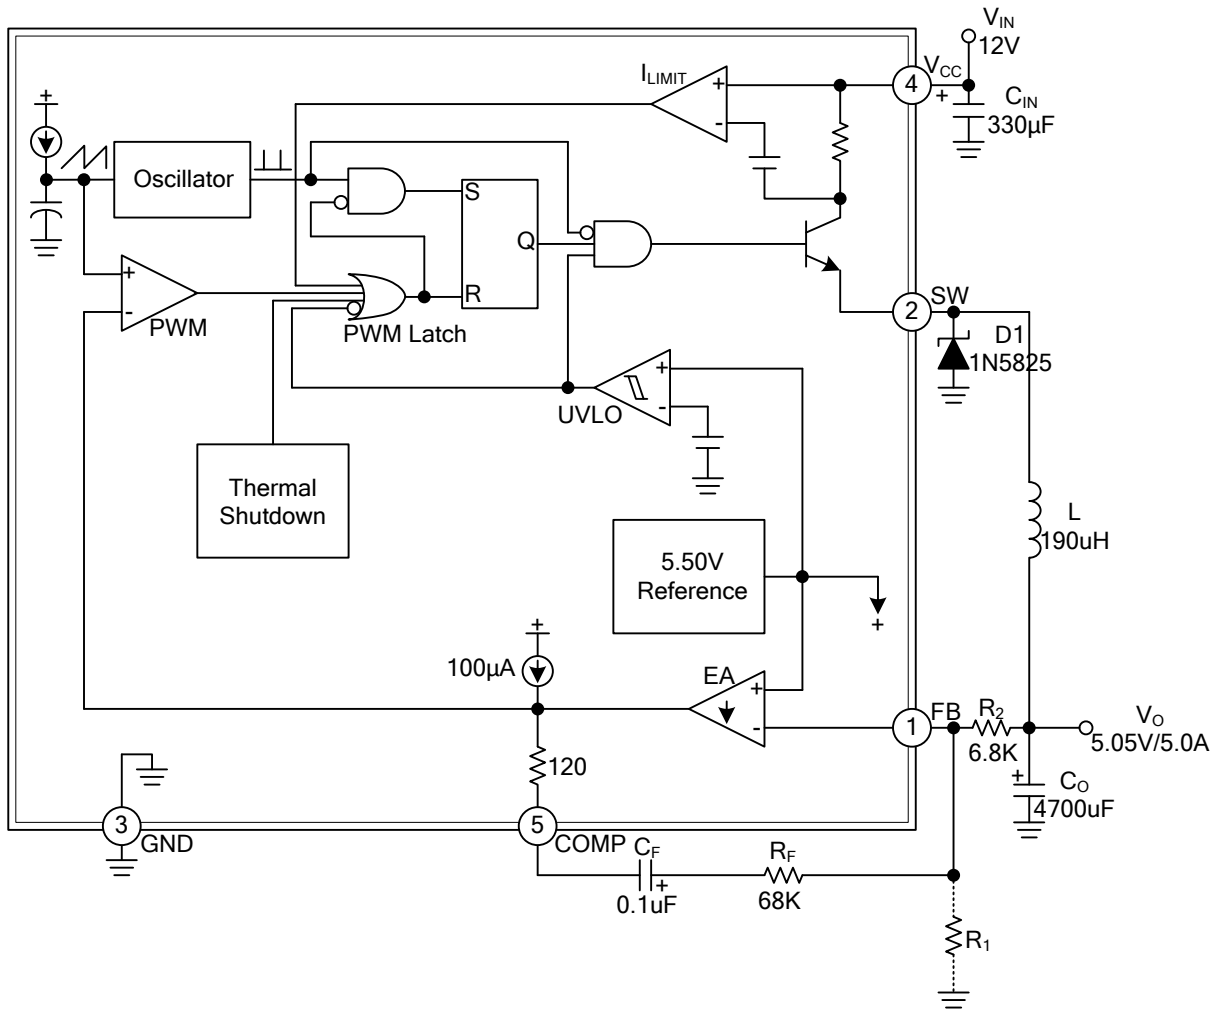 V_IN
12V
I_LIMIT
+
-
4
V_CC
+
C_IN
330µF
+
Oscillator
S
Q
R
+
-
PWM
PWM Latch
2
SW
D1
1N5825
UVLO
+
-
Thermal
Shutdown
L
190uH
5.50V
Reference
+
+
100µA
EA
+
-
1
FB
R_2
6.8K
V_O
5.05V/5.0A
120
+
C_O
4700uF
3
GND
5
COMP
C_F
+
0.1uF
R_F
68K
R_1